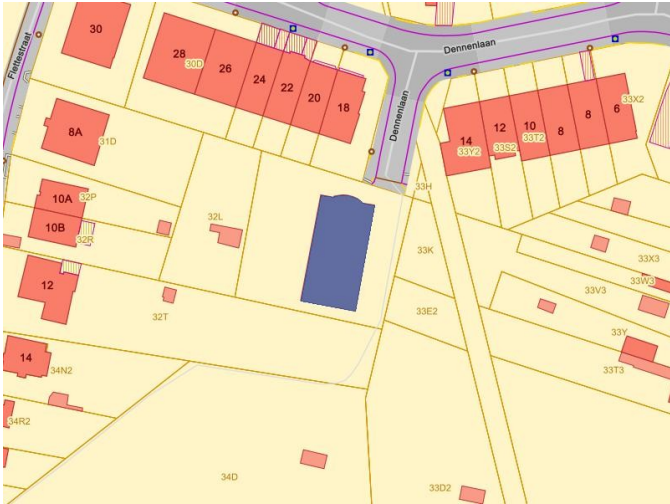 30
28
30D
26
24
22
20
18
Dennenlaan
Flettestraat
Dennenlaan
14
33Y2
12
33S2
10
33T2
8
8
6
33X2
8A
31D
10A
32P
10B
32R
32L
33H
33K
33X3
33W3
33V3
12
32T
33E2
33Y
33T3
14
34N2
34R2
34D
33D2